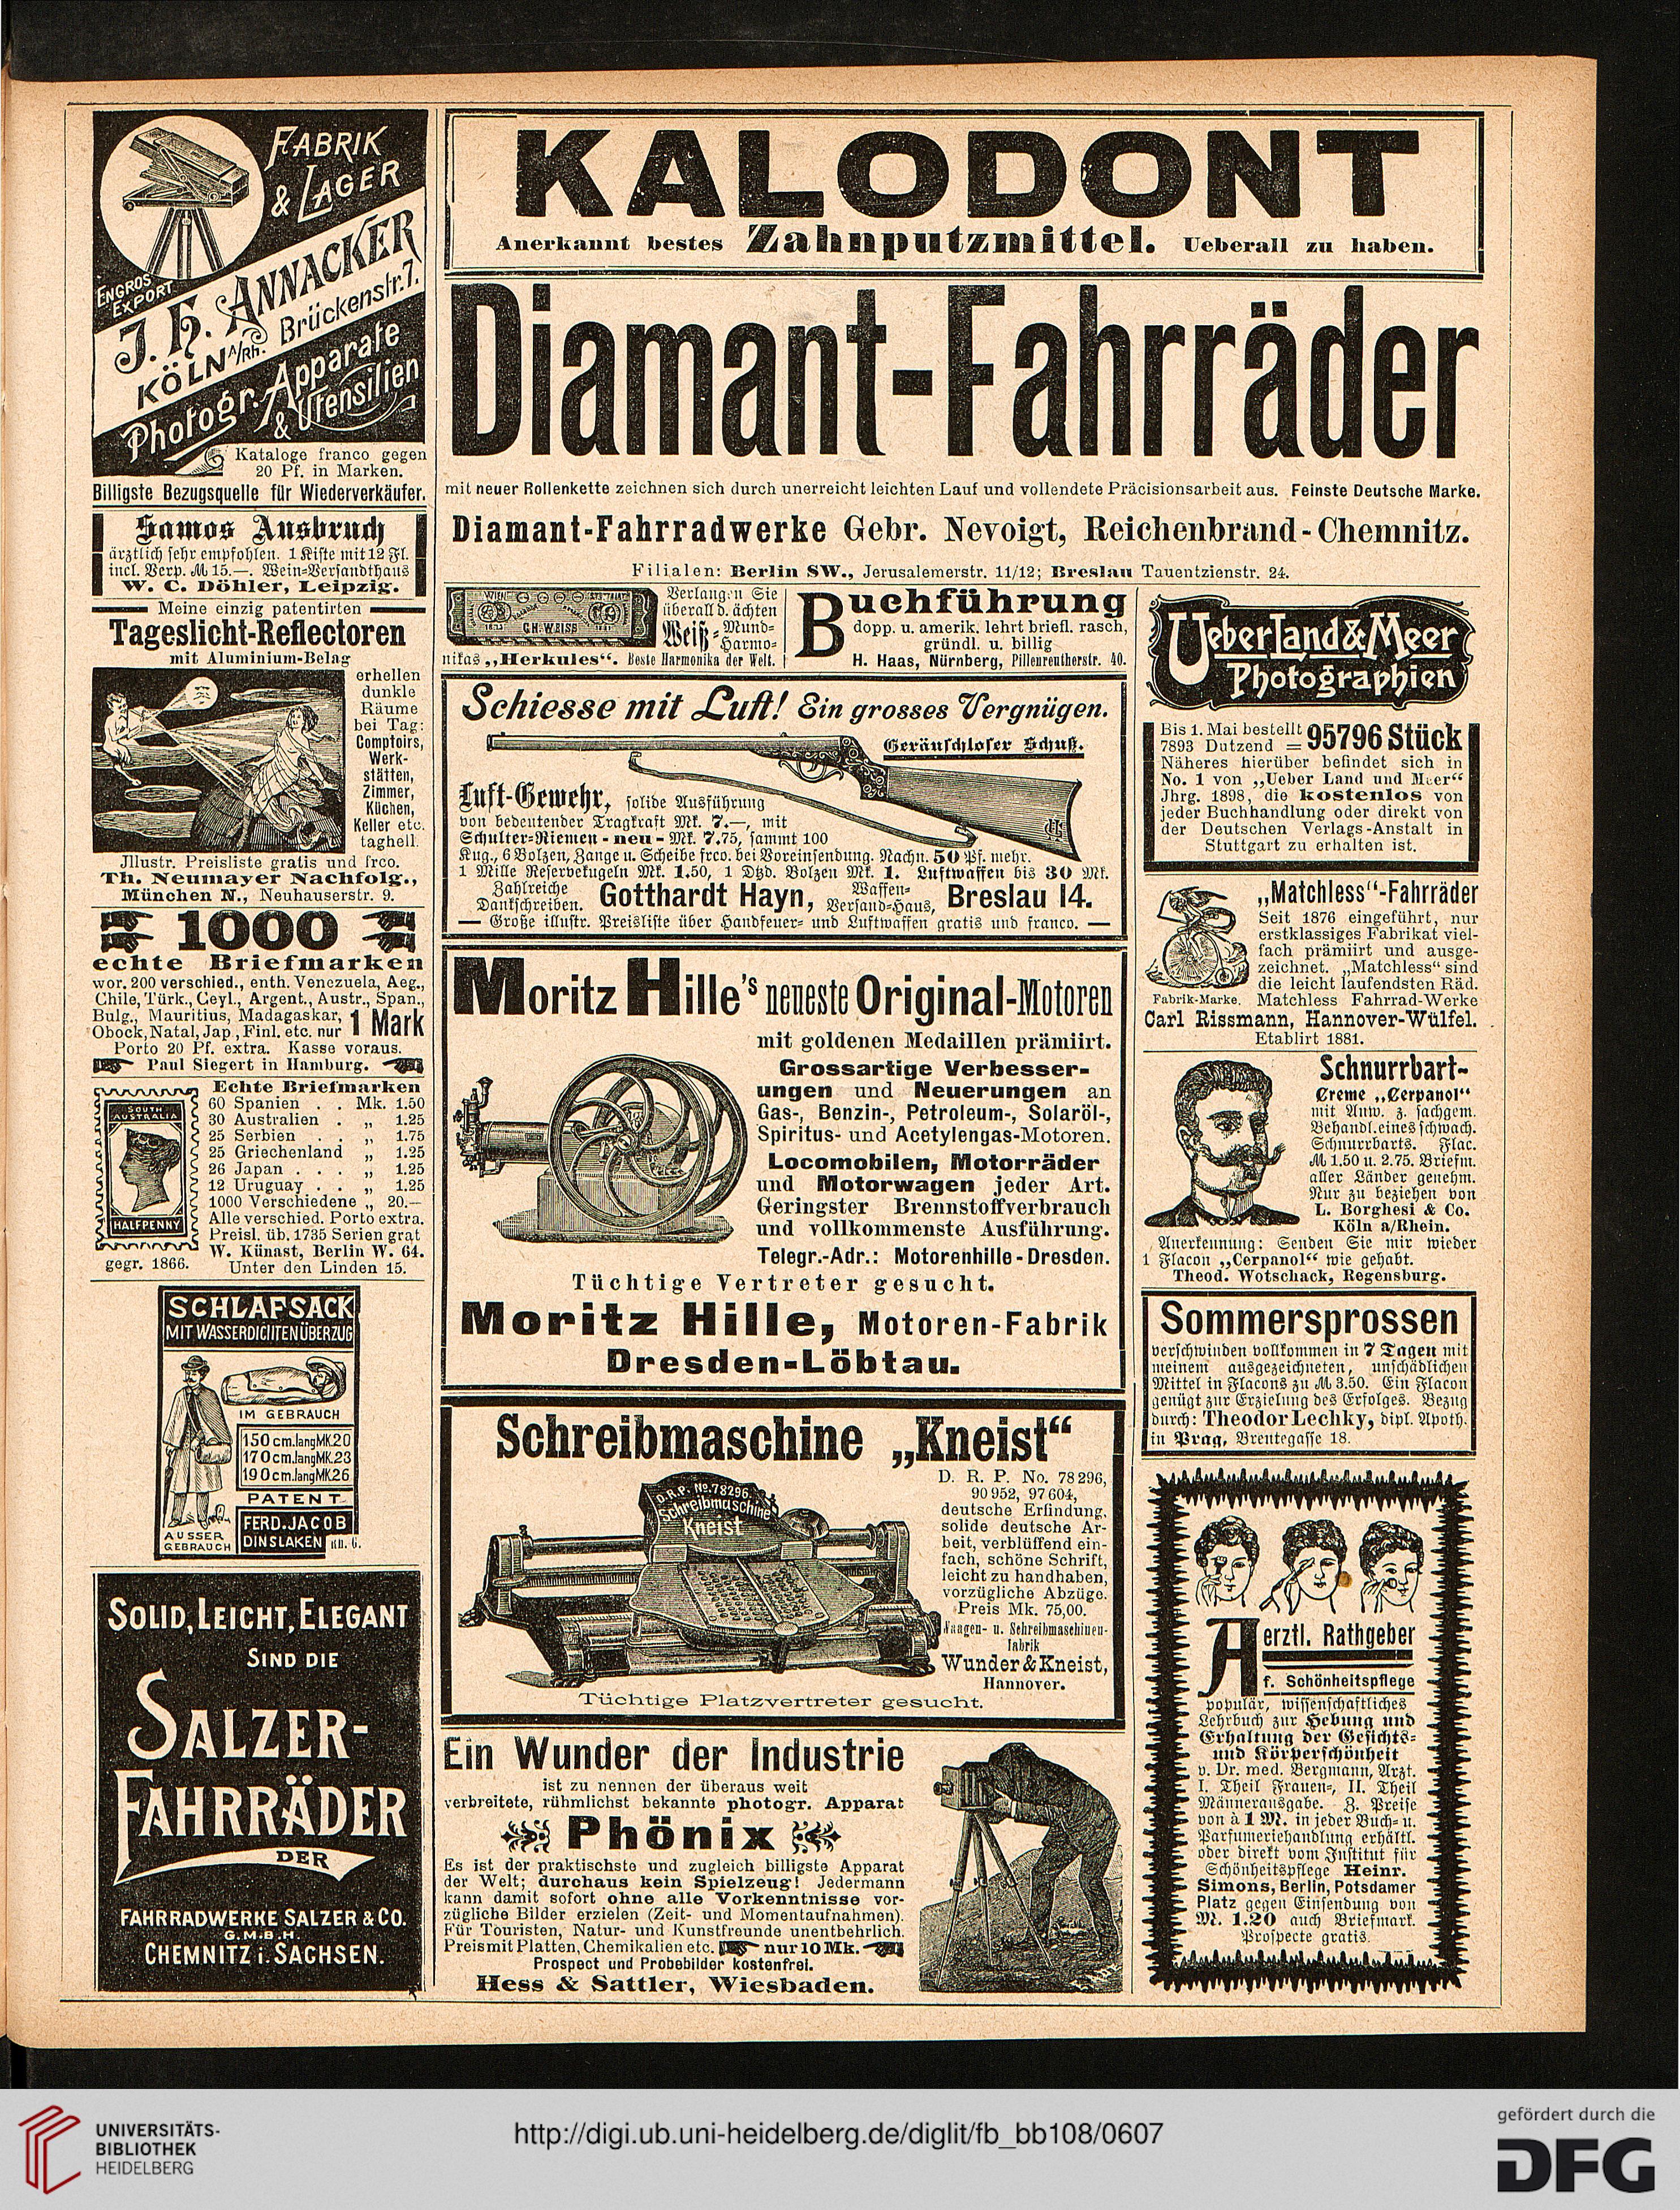 FABRIK
& LAGER
ENGROS
EXPORT
J. H. ANNACKER
KÖLN A/Rh. Brückenstr. 7.
Photogr. Apparate
& Utensilien
Kataloge franco gegen
20 Pf. in Marken.
Billigste Bezugsquelle für Wiederverkäufer.
Samos Ausbruch
ärztlich sehr empfohlen. 1 Kiste mit 12 Fl.
incl. Verp. M 15.—. Wein-Versandthaus
W. C. Döhler, Leipzig.
Meine einzig patentirten
Tageslicht-Reflectoren
mit Aluminium-Belag
erhellen
dunkle
Räume
bei Tag:
Comptoirs,
Werk-
stätten,
Zimmer,
Küchen,
Keller etc.
taghell.
Jllustr. Preisliste gratis und frco.
Th. Neumayer Nachfolg.,
München N., Neuhauserstr. 9.
1000
echte Briefmarken
wor. 200 verschied., enth. Venezuela, Aeg.,
Chile, Türk., Ceyl., Argent., Austr., Span.,
Bulg., Mauritius, Madagaskar,
Obock, Natal, Jap., Finl. etc. nur 1 Mark
Porto 20 Pf. extra. Kasse voraus.
Paul Siegert in Hamburg.
SOUTH
AUSTRALIA
HALFPENNY
gegr. 1866.
Echte Briefmarken
60 Spanien . . Mk. 1.50
30 Australien . „ 1.25
25 Serbien . . „ 1.75
25 Griechenland „ 1.25
26 Japan . . . „ 1.25
12 Uruguay . . „ 1.25
1000 Verschiedene „ 20.—
Alle verschied. Porto extra.
Preisl. üb. 1735 Serien grat
W. Künast, Berlin W. 64.
Unter den Linden 15.
SCHLAFSACK
MIT WASSERDICHTEN ÜBERZUG
IM GEBRAUCH
150 cm. lang MK. 20
170 cm. lang MK. 23
190 cm. lang MK. 26
PATENT
FERD. JACOB
DINSLAKEN
AUSSER
GEBRAUCH
SOLID, LEICHT, ELEGANT
SIND DIE
SALZER-
FAHRRÄDER
DER
FAHRRADWERKE SALZER & CO.
G.M.B.H.
CHEMNITZ i. SACHSEN.
KALODONT
Anerkannt bestes Zahnputzmittel. Ueberall zu haben.
Diamant-Fahrräder
mit neuer Rollenkette zeichnen sich durch unerreicht leichten Lauf und vollendete Präcisionsarbeit aus. Feinste Deutsche Marke.
Diamant-Fahrradwerke Gebr. Nevoigt, Reichenbrand-Chemnitz.
Filialen: Berlin SW., Jerusalemerstr. 11/12; Breslau Tauentzienstr. 24.
WIEN
CH. WEISS
Verlangen Sie
überall d. ächten
Weiß-Mund-
Harmo-
nikas „Herkules“. Beste Harmonika der Welt.
Buchführung
dopp. u. amerik. lehrt briefl. rasch,
gründl. u. billig
H. Haas, Nürnberg, Pillenreutherstr. 40.
Schiesse mit Luft! Ein grosses Vergnügen.
Geräuschloser Schuß.
Luft-Gewehr, solide Ausführung
von bedeutender Tragkraft Mk. 7.—, mit
Schulter-Riemen - neu - Mk. 7.75, sammt 100
Kug., 6 Bolzen, Zange u. Scheibe frco. bei Voreinsendung. Nachn. 50 Pf. mehr.
1 Mille Reservekugeln Mk. 1.50, 1 Dtzd. Bolzen Mk. 1. Luftwaffen bis 30 Mk.
Zahlreiche
Dankschreiben. Gotthardt Hayn, Waffen-
Versand-Haus, Breslau 14.
— Große illustr. Preisliste über Handfeuer- und Luftwaffen gratis und franco. —
Moritz Hille's neueste Original-Motoren
mit goldenen Medaillen prämiirt.
Grossartige Verbesser-
ungen und Neuerungen an
Gas-, Benzin-, Petroleum-, Solaröl-,
Spiritus- und Acetylengas-Motoren.
Locomobilen, Motorräder
und Motorwagen jeder Art.
Geringster Brennstoffverbrauch
und vollkommenste Ausführung.
Telegr.-Adr.: Motorenhille-Dresden.
Tüchtige Vertreter gesucht.
Moritz Hille, Motoren-Fabrik
Dresden-Löbtau.
Schreibmaschine „Kneist“
D.R.P. No. 78296.
Schreibmaschine
Kneist
D. R. P. No. 78296,
90952, 97604,
deutsche Erfindung,
solide deutsche Ar-
beit, verblüffend ein-
fach, schöne Schrift,
leicht zu handhaben,
vorzügliche Abzüge.
Preis Mk. 75,00.
Waagen- u. Schreibmaschinen-
fabrik
Wunder & Kneist,
Hannover.
Tüchtige Platzvertreter gesucht.
Ein Wunder der Industrie
ist zu nennen der überaus weit
verbreitete, rühmlichst bekannte photogr. Apparat
Phönix
Es ist der praktischste und zugleich billigste Apparat
der Welt; durchaus kein Spielzeug! Jedermann
kann damit sofort ohne alle Vorkenntnisse vor-
zügliche Bilder erzielen (Zeit- und Momentaufnahmen).
Für Touristen, Natur- und Kunstfreunde unentbehrlich.
Preis mit Platten, Chemikalien etc. nur 10 Mk.
Prospect und Probebilder kostenfrei.
Hess & Sattler, Wiesbaden.
Ueber Land & Meer
Photographien
Bis 1. Mai bestellt
7893 Dutzend = 95796 Stück
Näheres hierüber befindet sich in
No. 1 von „Ueber Land und Meer“
Jhrg. 1898, die kostenlos von
jeder Buchhandlung oder direkt von
der Deutschen Verlags-Anstalt in
Stuttgart zu erhalten ist.
„Matchless“-Fahrräder
Seit 1876 eingeführt, nur
erstklassiges Fabrikat viel-
fach prämiirt und ausge-
zeichnet. „Matchless“ sind
die leicht laufendsten Räd.
Fabrik-Marke. Matchless Fahrrad-Werke
Carl Rissmann, Hannover-Wülfel.
Etablirt 1881.
Schnurrbart-
Creme „Cerpanol“
mit Anw. z. sachgem.
Behandl. eines schwach.
Schnurrbarts. Flac.
M 1.50 u. 2.75. Briefm.
aller Länder genehm.
Nur zu beziehen von
L. Borghesi & Co.
Köln a/Rhein.
Anerkennung: Senden Sie mir wieder
1 Flacon „Cerpanol“ wie gehabt.
Theod. Wotschack, Regensburg.
Sommersprossen
verschwinden vollkommen in 7 Tagen mit
meinem ausgezeichneten, unschädlichen
Mittel in Flacons zu M 3.50. Ein Flacon
genügt zur Erzielung des Erfolges. Bezug
durch: Theodor Lechky, dipl. Apoth.
in Prag, Brentegasse 18.
Aerztl. Rathgeber
f. Schönheitspflege
populär, wissenschaftliches
Lehrbuch zur Hebung und
Erhaltung der Gesichts-
und Körperschönheit
v. Dr. med. Bergmann, Arzt.
I. Theil Frauen-, II. Theil
Männerausgabe. Z. Preise
von à 1 M. in jeder Buch- u.
Parfumeriehandlung erhältl.
oder direkt vom Institut für
Schönheitspflege Heinr.
Simons, Berlin, Potsdamer
Platz gegen Einsendung von
M. 1.20 auch Briefmark.
Prospecte gratis.
UNIVERSITÄTS-
BIBLIOTHEK
HEIDELBERG
http://digi.ub.uni-heidelberg.de/diglit/fb_bb108/0607
gefördert durch die
DFG